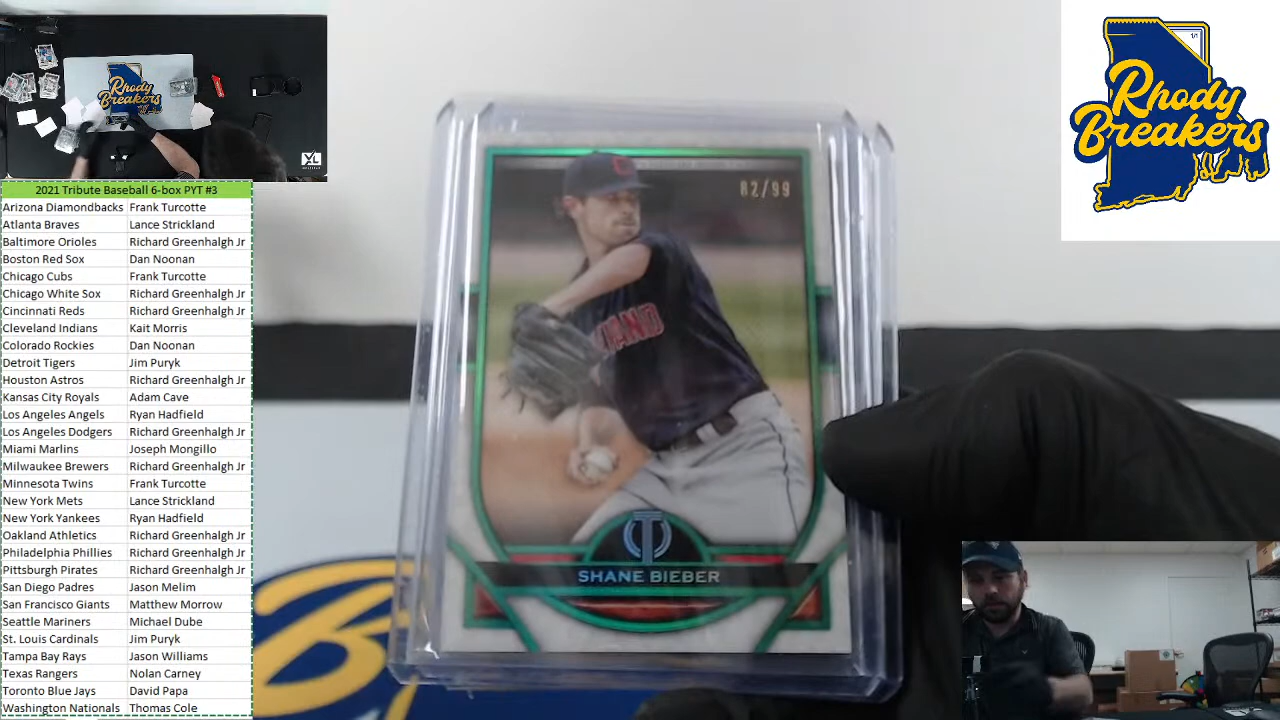 Rhody
Breakers
XL
2021 Tribute Baseball 6-box PYT #3
Arizona Diamondbacks Frank Turcotte
Atlanta Braves Lance Strickland
Baltimore Orioles Richard Greenhalgh Jr
Boston Red Sox Dan Noonan
Chicago Cubs Frank Turcotte
Chicago White Sox Richard Greenhalgh Jr
Cincinnati Reds Richard Greenhalgh Jr
Cleveland Indians Kait Morris
Colorado Rockies Dan Noonan
Detroit Tigers Jim Puryk
Houston Astros Richard Greenhalgh Jr
Kansas City Royals Adam Cave
Los Angeles Angels Ryan Hadfield
Los Angeles Dodgers Richard Greenhalgh Jr
Miami Marlins Joseph Mongillo
Milwaukee Brewers Richard Greenhalgh Jr
Minnesota Twins Frank Turcotte
New York Mets Lance Strickland
New York Yankees Ryan Hadfield
Oakland Athletics Richard Greenhalgh Jr
Philadelphia Phillies Richard Greenhalgh Jr
Pittsburgh Pirates Richard Greenhalgh Jr
San Diego Padres Jason Melim
San Francisco Giants Matthew Morrow
Seattle Mariners Michael Dube
St. Louis Cardinals Jim Puryk
Tampa Bay Rays Jason Williams
Texas Rangers Nolan Carney
Toronto Blue Jays David Papa
Washington Nationals Thomas Cole
82/99
SHANE BIEBER
1/1
Rhody
Breakers